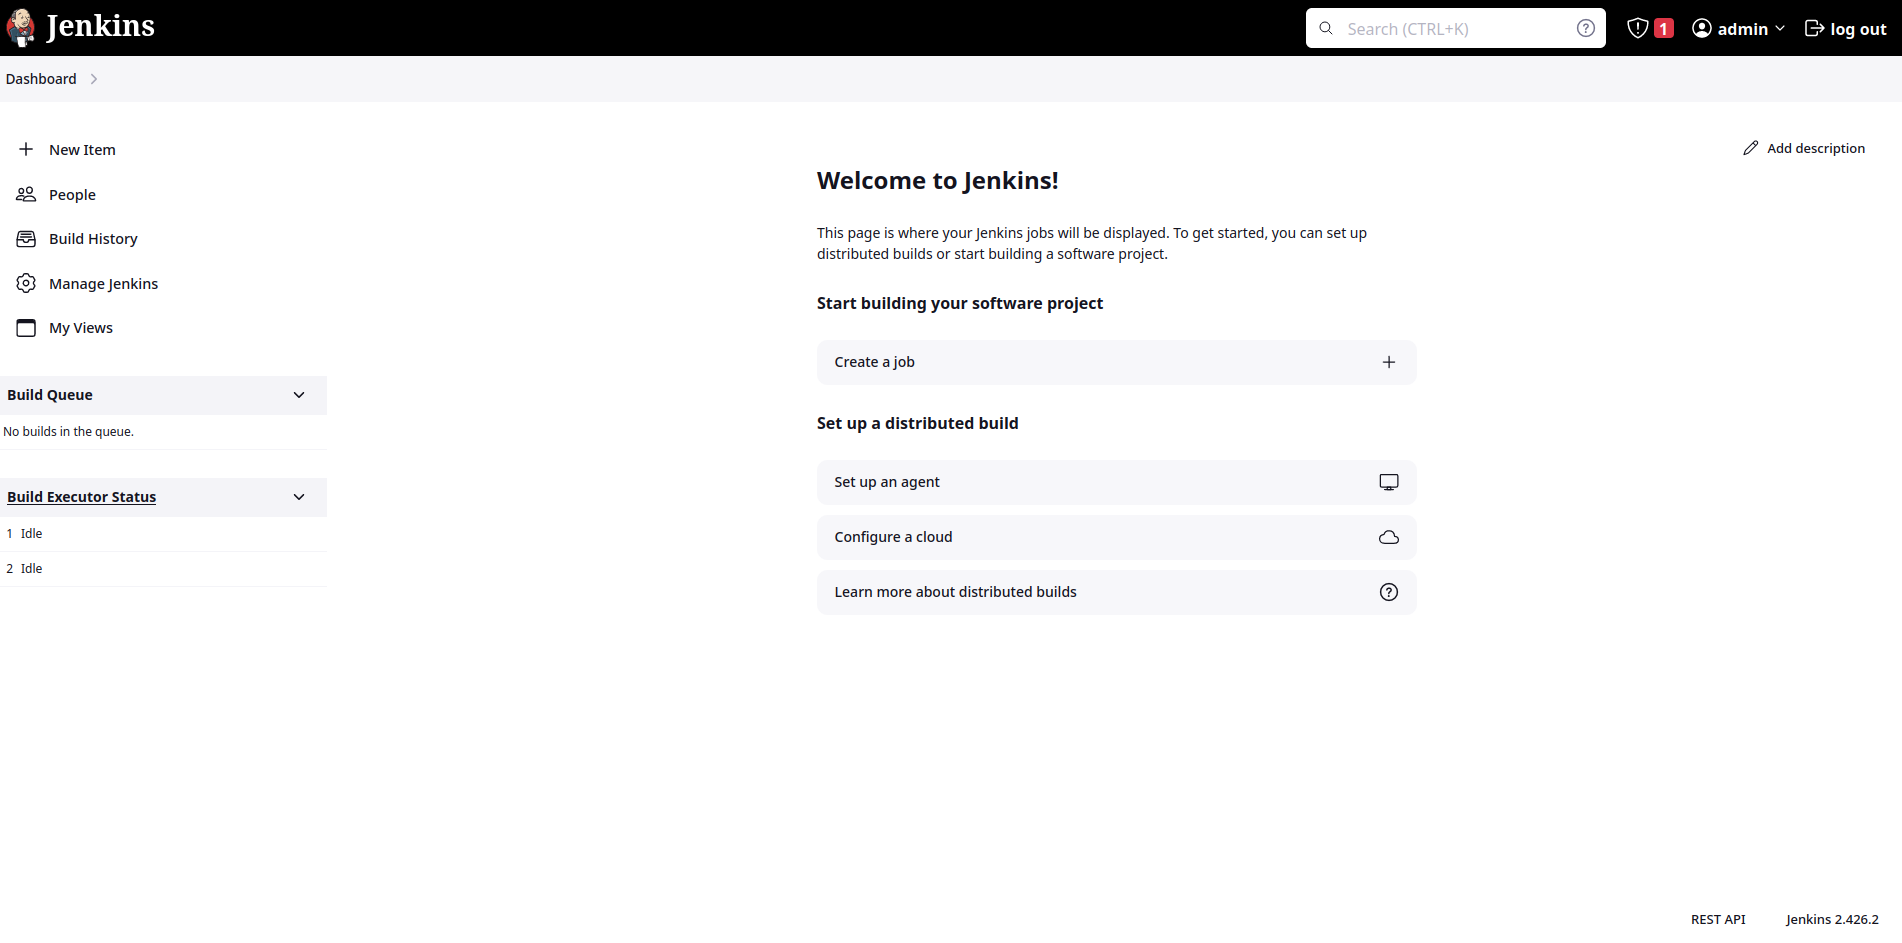 Jenkins
Search (CTRL+K)
1
admin
log out
Dashboard
New Item
People
Build History
Manage Jenkins
My Views
Build Queue
No builds in the queue.
Build Executor Status
1 Idle
2 Idle
Add description
Welcome to Jenkins!
This page is where your Jenkins jobs will be displayed. To get started, you can set up
distributed builds or start building a software project.
Start building your software project
Create a job
Set up a distributed build
Set up an agent
Configure a cloud
Learn more about distributed builds
REST API
Jenkins 2.426.2